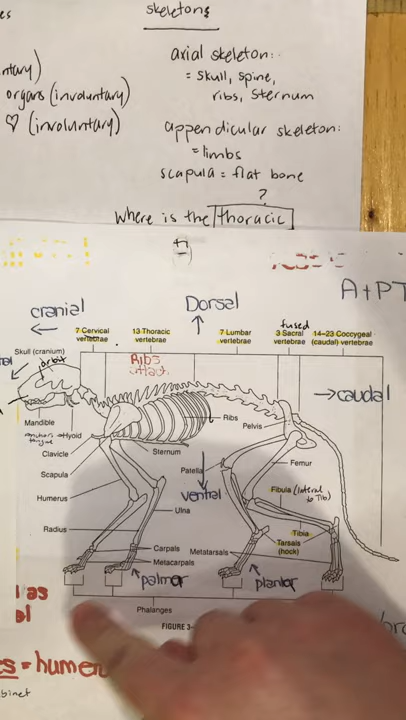 skeletons
axial skeleton:
= skull, spine,
ribs, sternum
organs (involuntary)
♡ (involuntary)
appendicular skeleton:
= limbs
scapula = flat bone
?
Where is the thoracic
A+PT
cranial
Dorsal
fused
7 Cervical vertebrae
13 Thoracic vertebrae
7 Lumbar vertebrae
3 Sacral vertebrae
14–23 Coccygeal (caudal) vertebrae
Ribs
attach
Skull (cranium)
orbit
caudal
Mandible
Hyoid
Ribs
Pelvis
Clavicle
Sternum
Scapula
Patella
Femur
Humerus
ventral
Fibula (lateral to Tib)
Ulna
Radius
Tibia
Tarsals (hock)
Carpals
Metatarsals
Metacarpals
palmar
plantar
Phalanges
FIGURE 3-
= humer